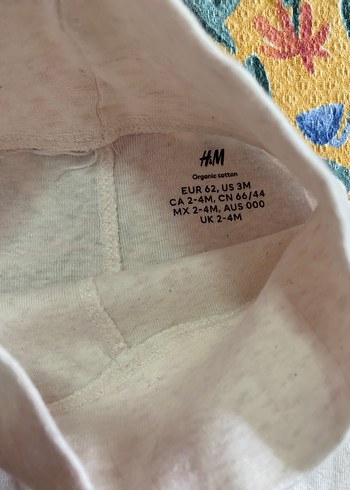 H&M
Organic cotton
EUR 62, US 3M
CA 2-4M, CN 66/44
MX 2-4M, AUS 000
UK 2-4M